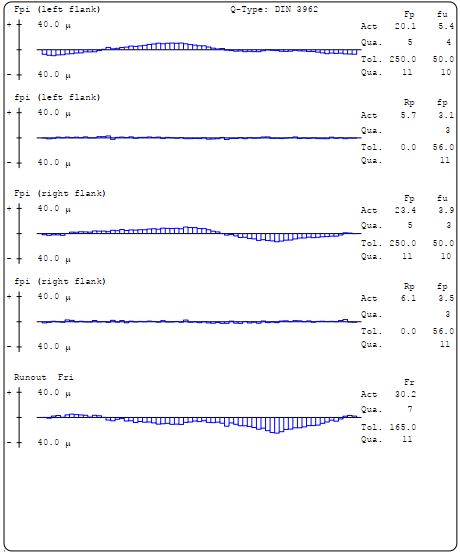 Fpi (left flank) Q-Type: DIN 3962
Fp fu
+ 40.0 μ Act 20.1 5.4
Qua. 5 4
Tol. 250.0 50.0
− 40.0 μ Qua. 11 10
fpi (left flank)
Rp fp
+ 40.0 μ Act 5.7 3.1
Qua. 3
Tol. 0.0 56.0
− 40.0 μ Qua. 11
Fpi (right flank)
Fp fu
+ 40.0 μ Act 23.4 3.9
Qua. 5 3
Tol. 250.0 50.0
− 40.0 μ Qua. 11 10
fpi (right flank)
Rp fp
+ 40.0 μ Act 6.1 3.5
Qua. 3
Tol. 0.0 56.0
− 40.0 μ Qua. 11
Runout Fri
Fr
+ 40.0 μ Act 30.2
Qua. 7
Tol. 165.0
− 40.0 μ Qua. 11